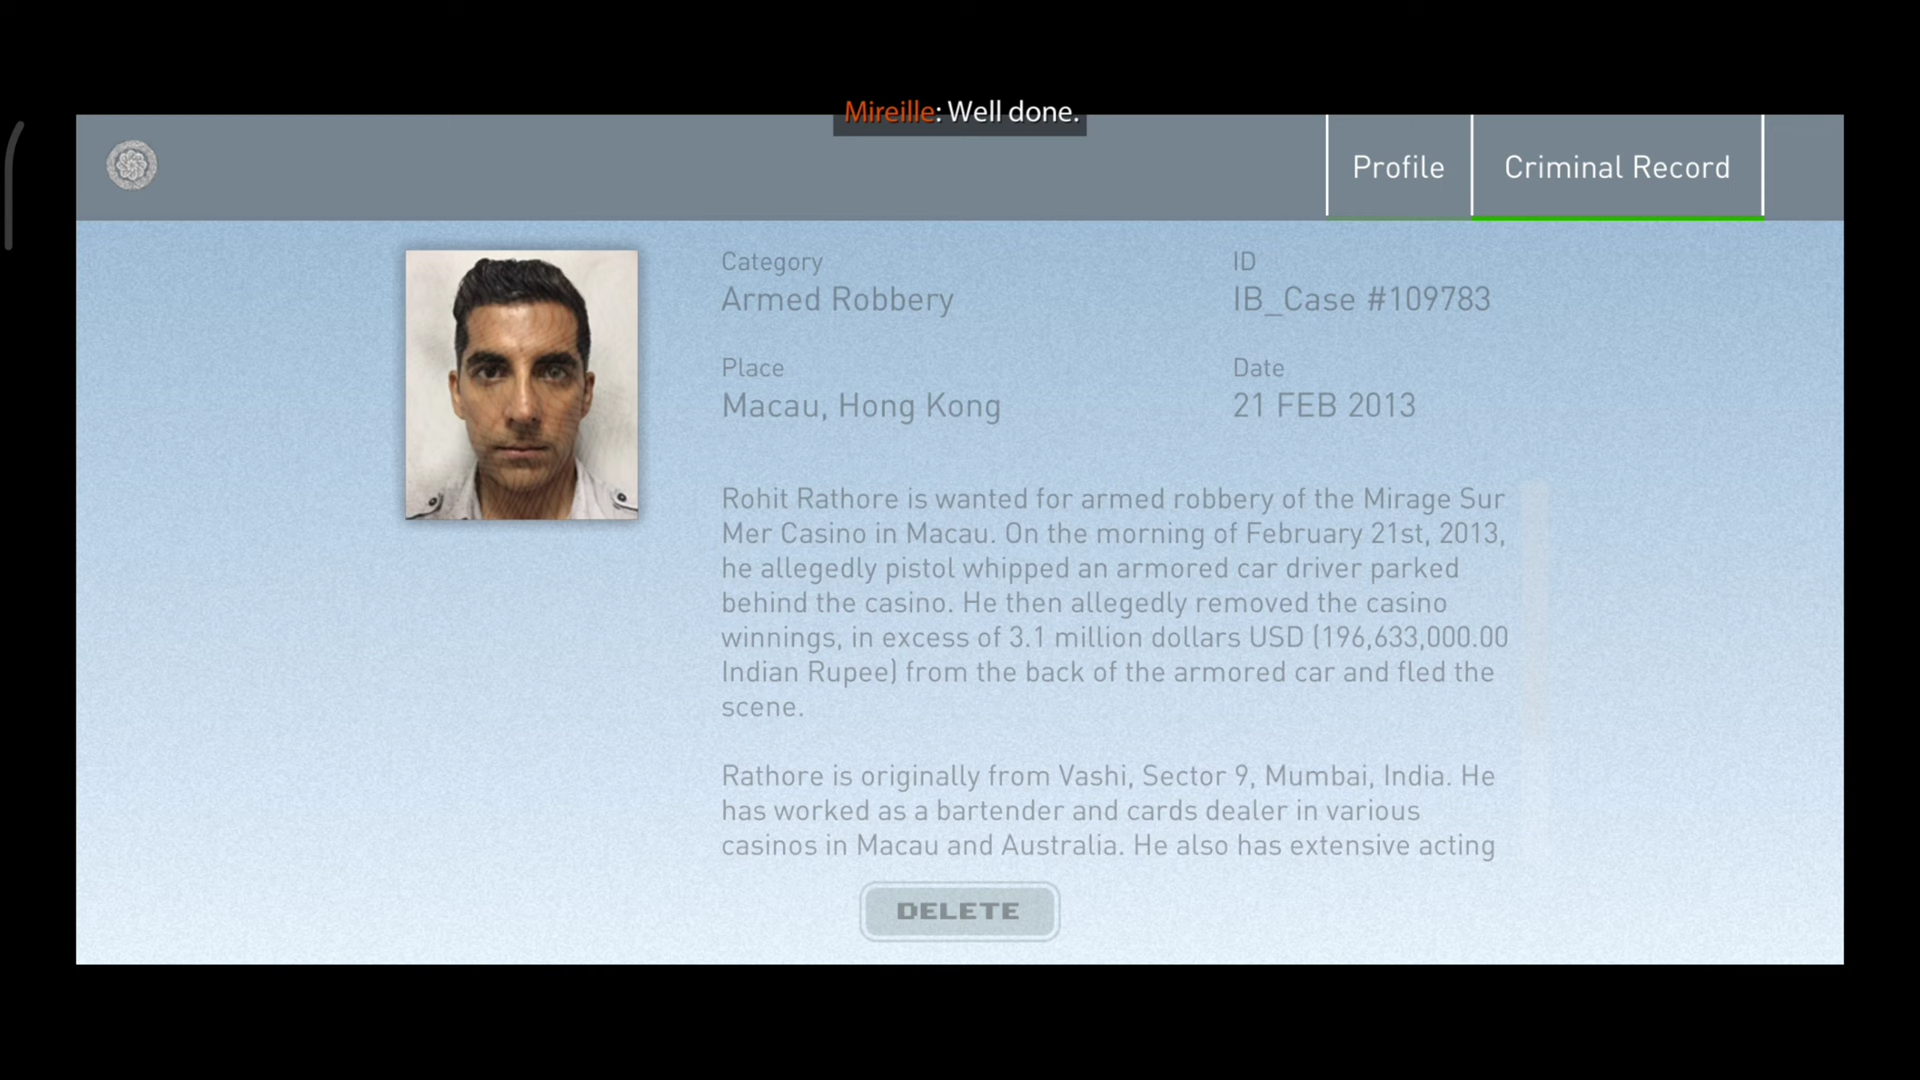 Mireille: Well done.
Profile
Criminal Record
Category
Armed Robbery
ID
IB_Case #109783
Place
Macau, Hong Kong
Date
21 FEB 2013
Rohit Rathore is wanted for armed robbery of the Mirage Sur
Mer Casino in Macau. On the morning of February 21st, 2013,
he allegedly pistol whipped an armored car driver parked
behind the casino. He then allegedly removed the casino
winnings, in excess of 3.1 million dollars USD (196,633,000.00
Indian Rupee) from the back of the armored car and fled the
scene.
Rathore is originally from Vashi, Sector 9, Mumbai, India. He
has worked as a bartender and cards dealer in various
casinos in Macau and Australia. He also has extensive acting
DELETE